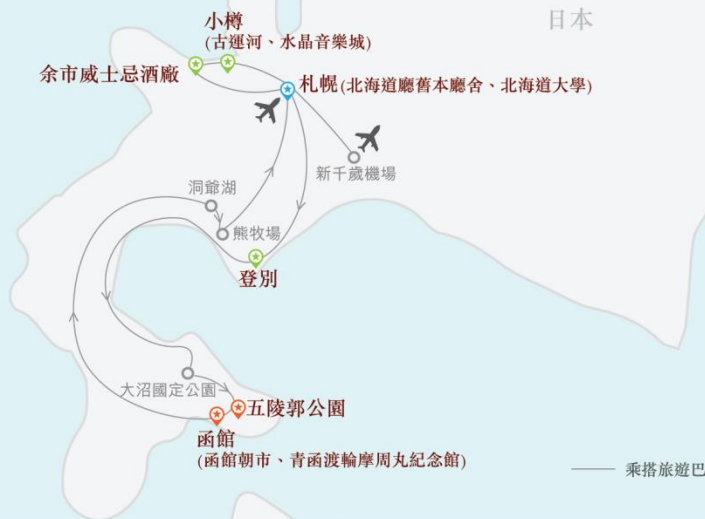 小樽
(古運河、水晶音樂城)
日本
余市威士忌酒廠
札幌(北海道廳舊本廳舍、北海道大學)
新千歲機場
洞爺湖
熊牧場
登別
大沼國定公園
五陵郭公園
函館
(函館朝市、青函渡輪摩周丸紀念館)
乘搭旅遊巴